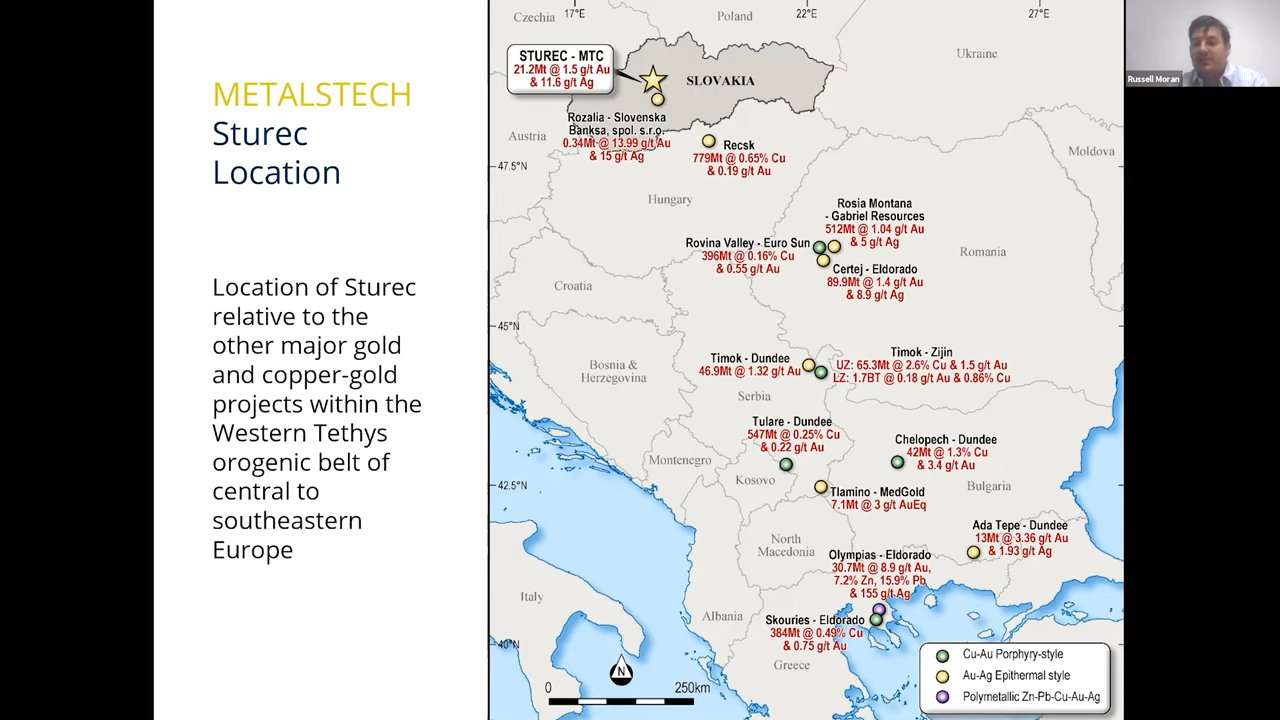 METALSTECH
Sturec
Location
Location of Sturec
relative to the
other major gold
and copper-gold
projects within the
Western Tethys
orogenic belt of
central to
southeastern
Europe
17°E
22°E
27°E
Czechia
Poland
Ukraine
STUREC - MTC
21.2Mt @ 1.5 g/t Au
& 11.6 g/t Ag
SLOVAKIA
Rozalia - Slovenska
Banksa, spol. s.r.o.
0.34Mt @ 13.99 g/t Au
& 15 g/t Ag
Austria
Recsk
779Mt @ 0.65% Cu
& 0.19 g/t Au
Moldova
47.5°N
Hungary
Rosia Montana
- Gabriel Resources
512Mt @ 1.04 g/t Au
& 5 g/t Ag
Rovina Valley - Euro Sun
396Mt @ 0.16% Cu
& 0.55 g/t Au
Romania
Certej - Eldorado
89.9Mt @ 1.4 g/t Au
& 8.9 g/t Ag
Croatia
45°N
Bosnia &
Herzegovina
Timok - Dundee
46.9Mt @ 1.32 g/t Au
Timok - Zijin
UZ: 65.3Mt @ 2.6% Cu & 1.5 g/t Au
LZ: 1.7BT @ 0.18 g/t Au & 0.86% Cu
Serbia
Tulare - Dundee
547Mt @ 0.25% Cu
& 0.22 g/t Au
Chelopech - Dundee
42Mt @ 1.3% Cu
& 3.4 g/t Au
Montenegro
Kosovo
42.5°N
Bulgaria
Tlamino - MedGold
7.1Mt @ 3 g/t AuEq
Ada Tepe - Dundee
13Mt @ 3.36 g/t Au
& 1.93 g/t Ag
North
Macedonia
Olympias - Eldorado
30.7Mt @ 8.9 g/t Au,
7.2% Zn, 15.9% Pb
& 155 g/t Ag
Italy
Albania
Skouries - Eldorado
384Mt @ 0.49% Cu
& 0.75 g/t Au
40°N
Greece
N
0
250km
Cu-Au Porphyry-style
Au-Ag Epithermal style
Polymetallic Zn-Pb-Cu-Au-Ag
Russell Moran